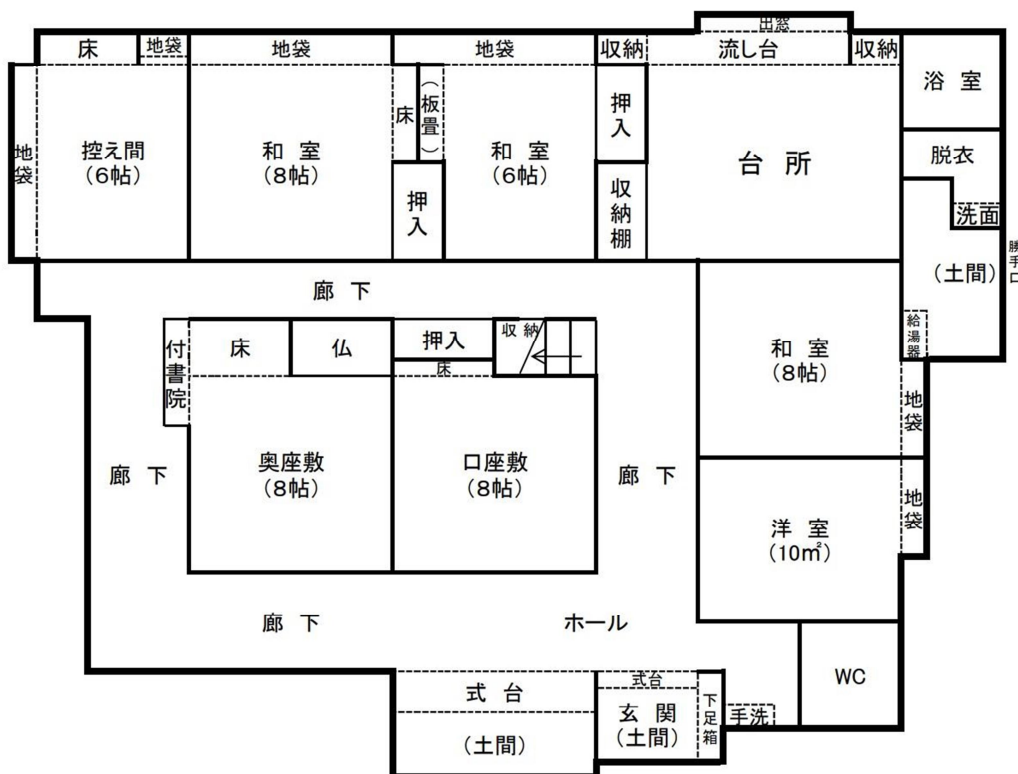 出窓
床
地袋
地袋
地袋
収納
流し台
収納
浴 室
地袋
控え間
(6帖)
和 室
(8帖)
床
(板畳)
和 室
(6帖)
押入
台 所
脱衣
押入
収納棚
洗面
(土間)
勝手口
廊 下
給湯器
付書院
床
仏
押入
収 納
床
和 室
(8帖)
地袋
廊 下
奥座敷
(8帖)
口座敷
(8帖)
廊 下
地袋
洋 室
(10㎡)
廊 下
ホール
WC
式 台
式台
下足箱
手洗
玄 関
(土間)
(土間)